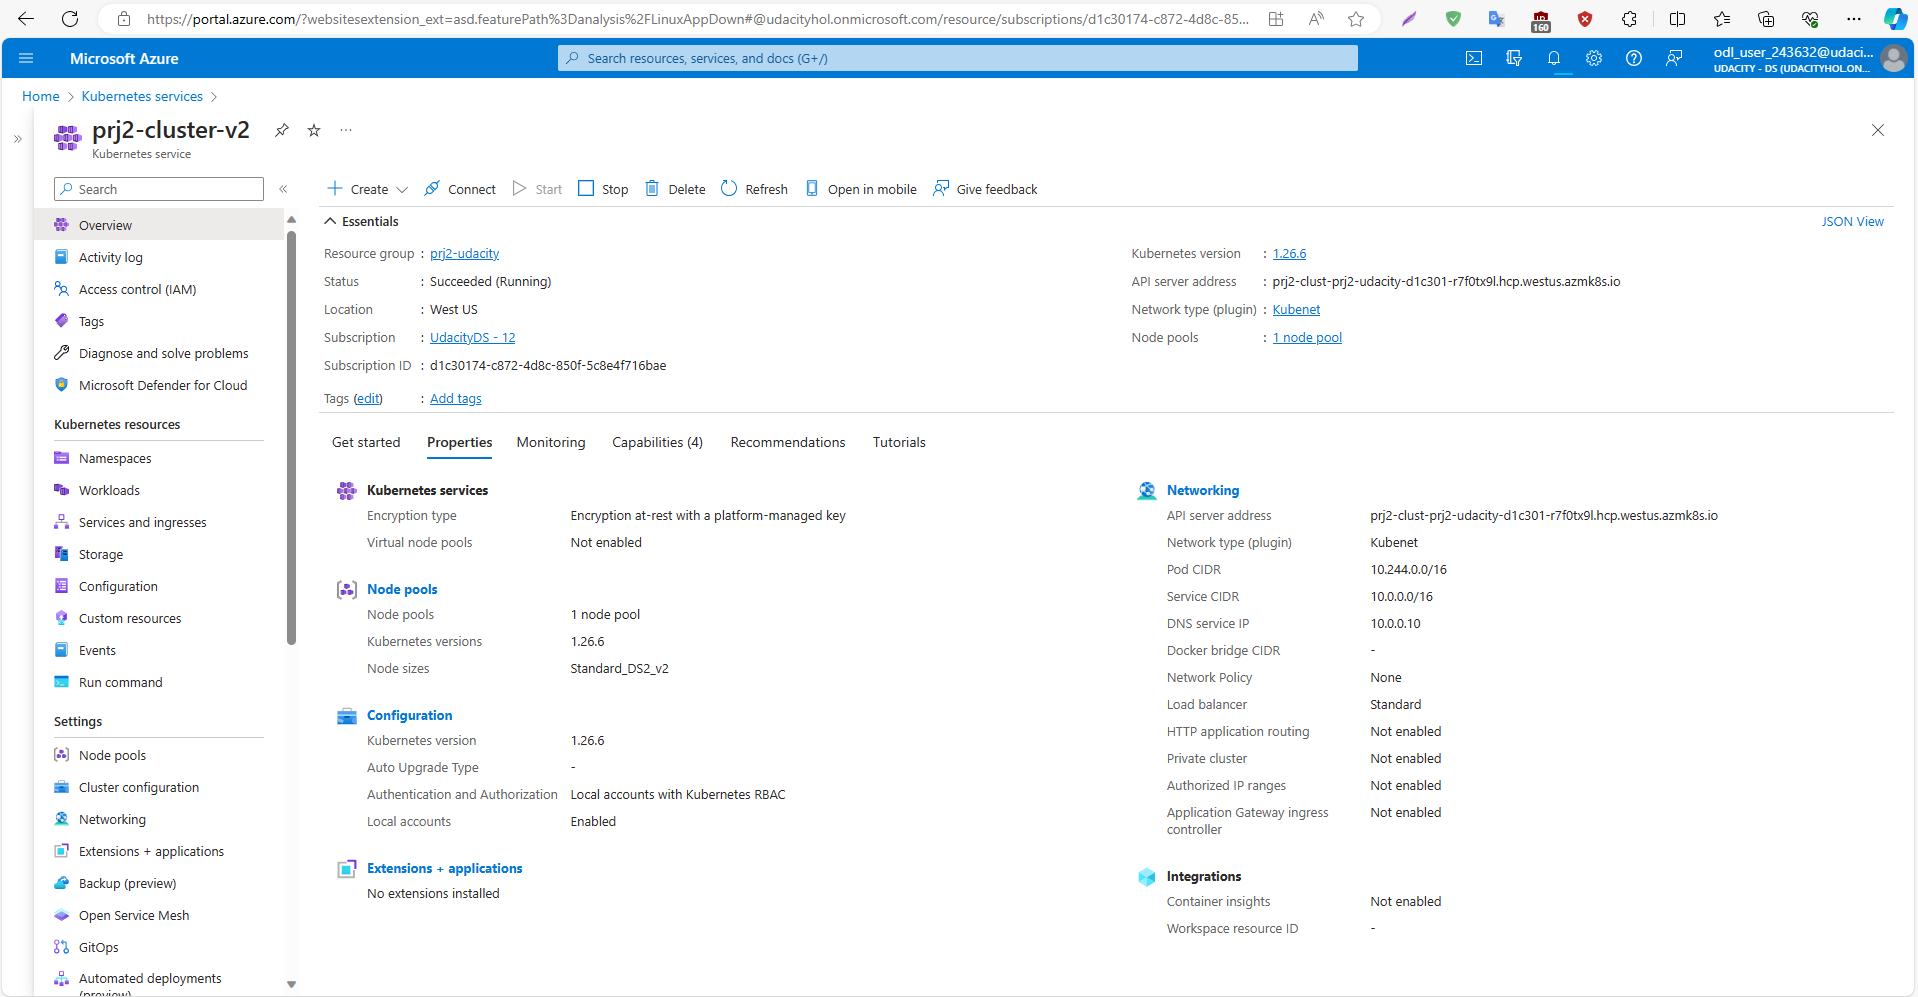 https://portal.azure.com/?websitesextension_ext=asd.featurePath%3Danalysis%2FLinuxAppDown#@udacityhol.onmicrosoft.com/resource/subscriptions/d1c30174-c872-4d8c-85...
160
Microsoft Azure
Search resources, services, and docs (G+/)
odl_user_243632@udaci...
UDACITY - DS (UDACITYHOL.ON...
Home > Kubernetes services >
prj2-cluster-v2
Kubernetes service
Search
Create
Connect
Start
Stop
Delete
Refresh
Open in mobile
Give feedback
Overview
Activity log
Access control (IAM)
Tags
Diagnose and solve problems
Microsoft Defender for Cloud
Kubernetes resources
Namespaces
Workloads
Services and ingresses
Storage
Configuration
Custom resources
Events
Run command
Settings
Node pools
Cluster configuration
Networking
Extensions + applications
Backup (preview)
Open Service Mesh
GitOps
Automated deployments
(preview)
Essentials
JSON View
Resource group : prj2-udacity
Status : Succeeded (Running)
Location : West US
Subscription : UdacityDS - 12
Subscription ID : d1c30174-c872-4d8c-850f-5c8e4f716bae
Tags (edit) : Add tags
Kubernetes version : 1.26.6
API server address : prj2-clust-prj2-udacity-d1c301-r7f0tx9l.hcp.westus.azmk8s.io
Network type (plugin) : Kubenet
Node pools : 1 node pool
Get started
Properties
Monitoring
Capabilities (4)
Recommendations
Tutorials
Kubernetes services
Encryption type Encryption at-rest with a platform-managed key
Virtual node pools Not enabled
Node pools
Node pools 1 node pool
Kubernetes versions 1.26.6
Node sizes Standard_DS2_v2
Configuration
Kubernetes version 1.26.6
Auto Upgrade Type -
Authentication and Authorization Local accounts with Kubernetes RBAC
Local accounts Enabled
Extensions + applications
No extensions installed
Networking
API server address prj2-clust-prj2-udacity-d1c301-r7f0tx9l.hcp.westus.azmk8s.io
Network type (plugin) Kubenet
Pod CIDR 10.244.0.0/16
Service CIDR 10.0.0.0/16
DNS service IP 10.0.0.10
Docker bridge CIDR -
Network Policy None
Load balancer Standard
HTTP application routing Not enabled
Private cluster Not enabled
Authorized IP ranges Not enabled
Application Gateway ingress Not enabled
controller
Integrations
Container insights Not enabled
Workspace resource ID -